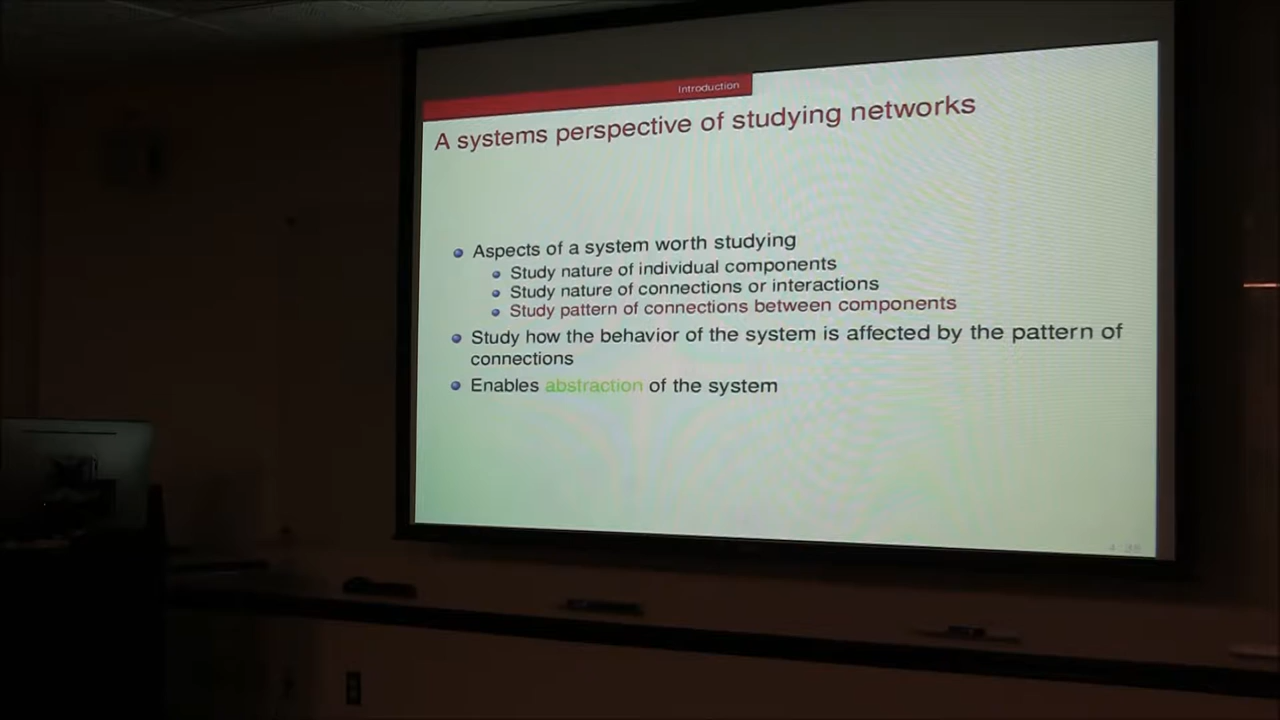 Introduction
A systems perspective of studying networks
Aspects of a system worth studying
Study nature of individual components
Study nature of connections or interactions
Study pattern of connections between components
Study how the behavior of the system is affected by the pattern of
connections
Enables abstraction of the system